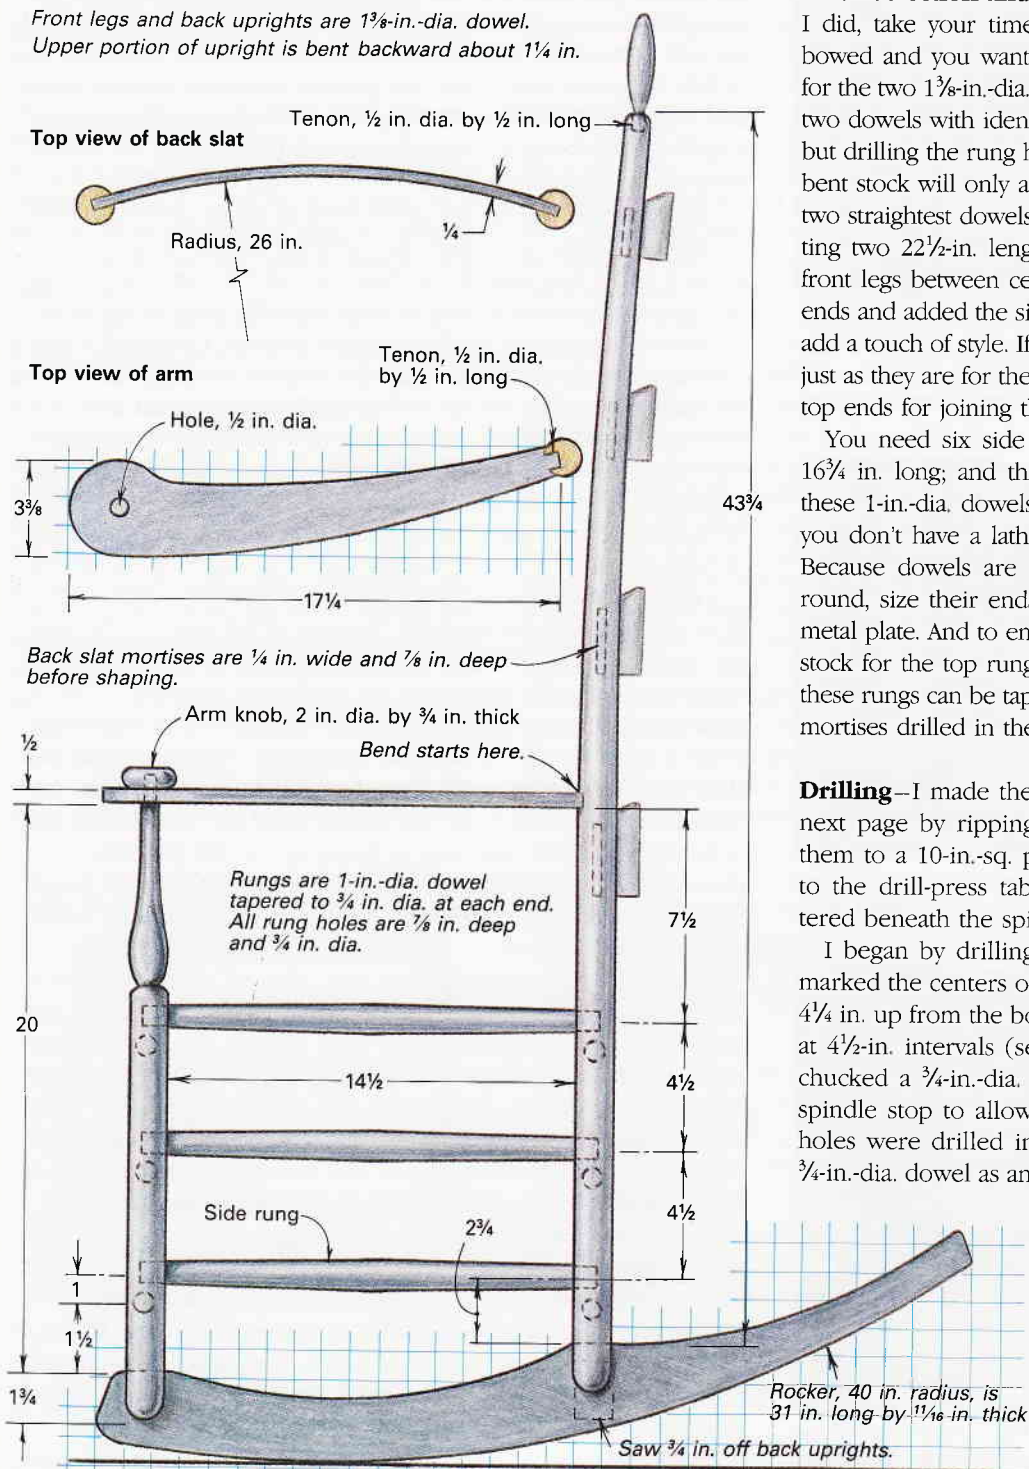 Front legs and back uprights are 1⅜-in.-dia. dowel.
Upper portion of upright is bent backward about 1¼ in.
Top view of back slat
Tenon, ½ in. dia. by ½ in. long
Radius, 26 in.
¼
Top view of arm
Tenon, ½ in. dia.
by ½ in. long
Hole, ½ in. dia.
3⅜
17¼
43¾
Back slat mortises are ¼ in. wide and ⅞ in. deep
before shaping.
Arm knob, 2 in. dia. by ¾ in. thick
Bend starts here.
½
Rungs are 1-in.-dia. dowel
tapered to ¾ in. dia. at each end.
All rung holes are ⅞ in. deep
and ¾ in. dia.
7½
20
14½
4½
4½
Side rung
2¾
1
1½
1¾
Rocker, 40 in. radius, is
31 in. long by 11/16 in. thick
Saw ¾ in. off back uprights.
I did, take your time
bowed and you want
for the two 1⅜-in.-dia.
two dowels with iden
but drilling the rung h
bent stock will only a
two straightest dowels
ting two 22½-in. leng
front legs between ce
ends and added the si
add a touch of style. If
just as they are for the
top ends for joining th
You need six side
16¾ in. long; and th
these 1-in.-dia. dowels
you don't have a lath
Because dowels are
round, size their end
metal plate. And to en
stock for the top rung
these rungs can be tap
mortises drilled in the
Drilling—I made the
next page by ripping
them to a 10-in.-sq. p
to the drill-press tab
tered beneath the spi
I began by drilling
marked the centers o
4¼ in. up from the bo
at 4½-in. intervals (se
chucked a ¾-in.-dia.
spindle stop to allow
holes were drilled in
¾-in.-dia. dowel as an